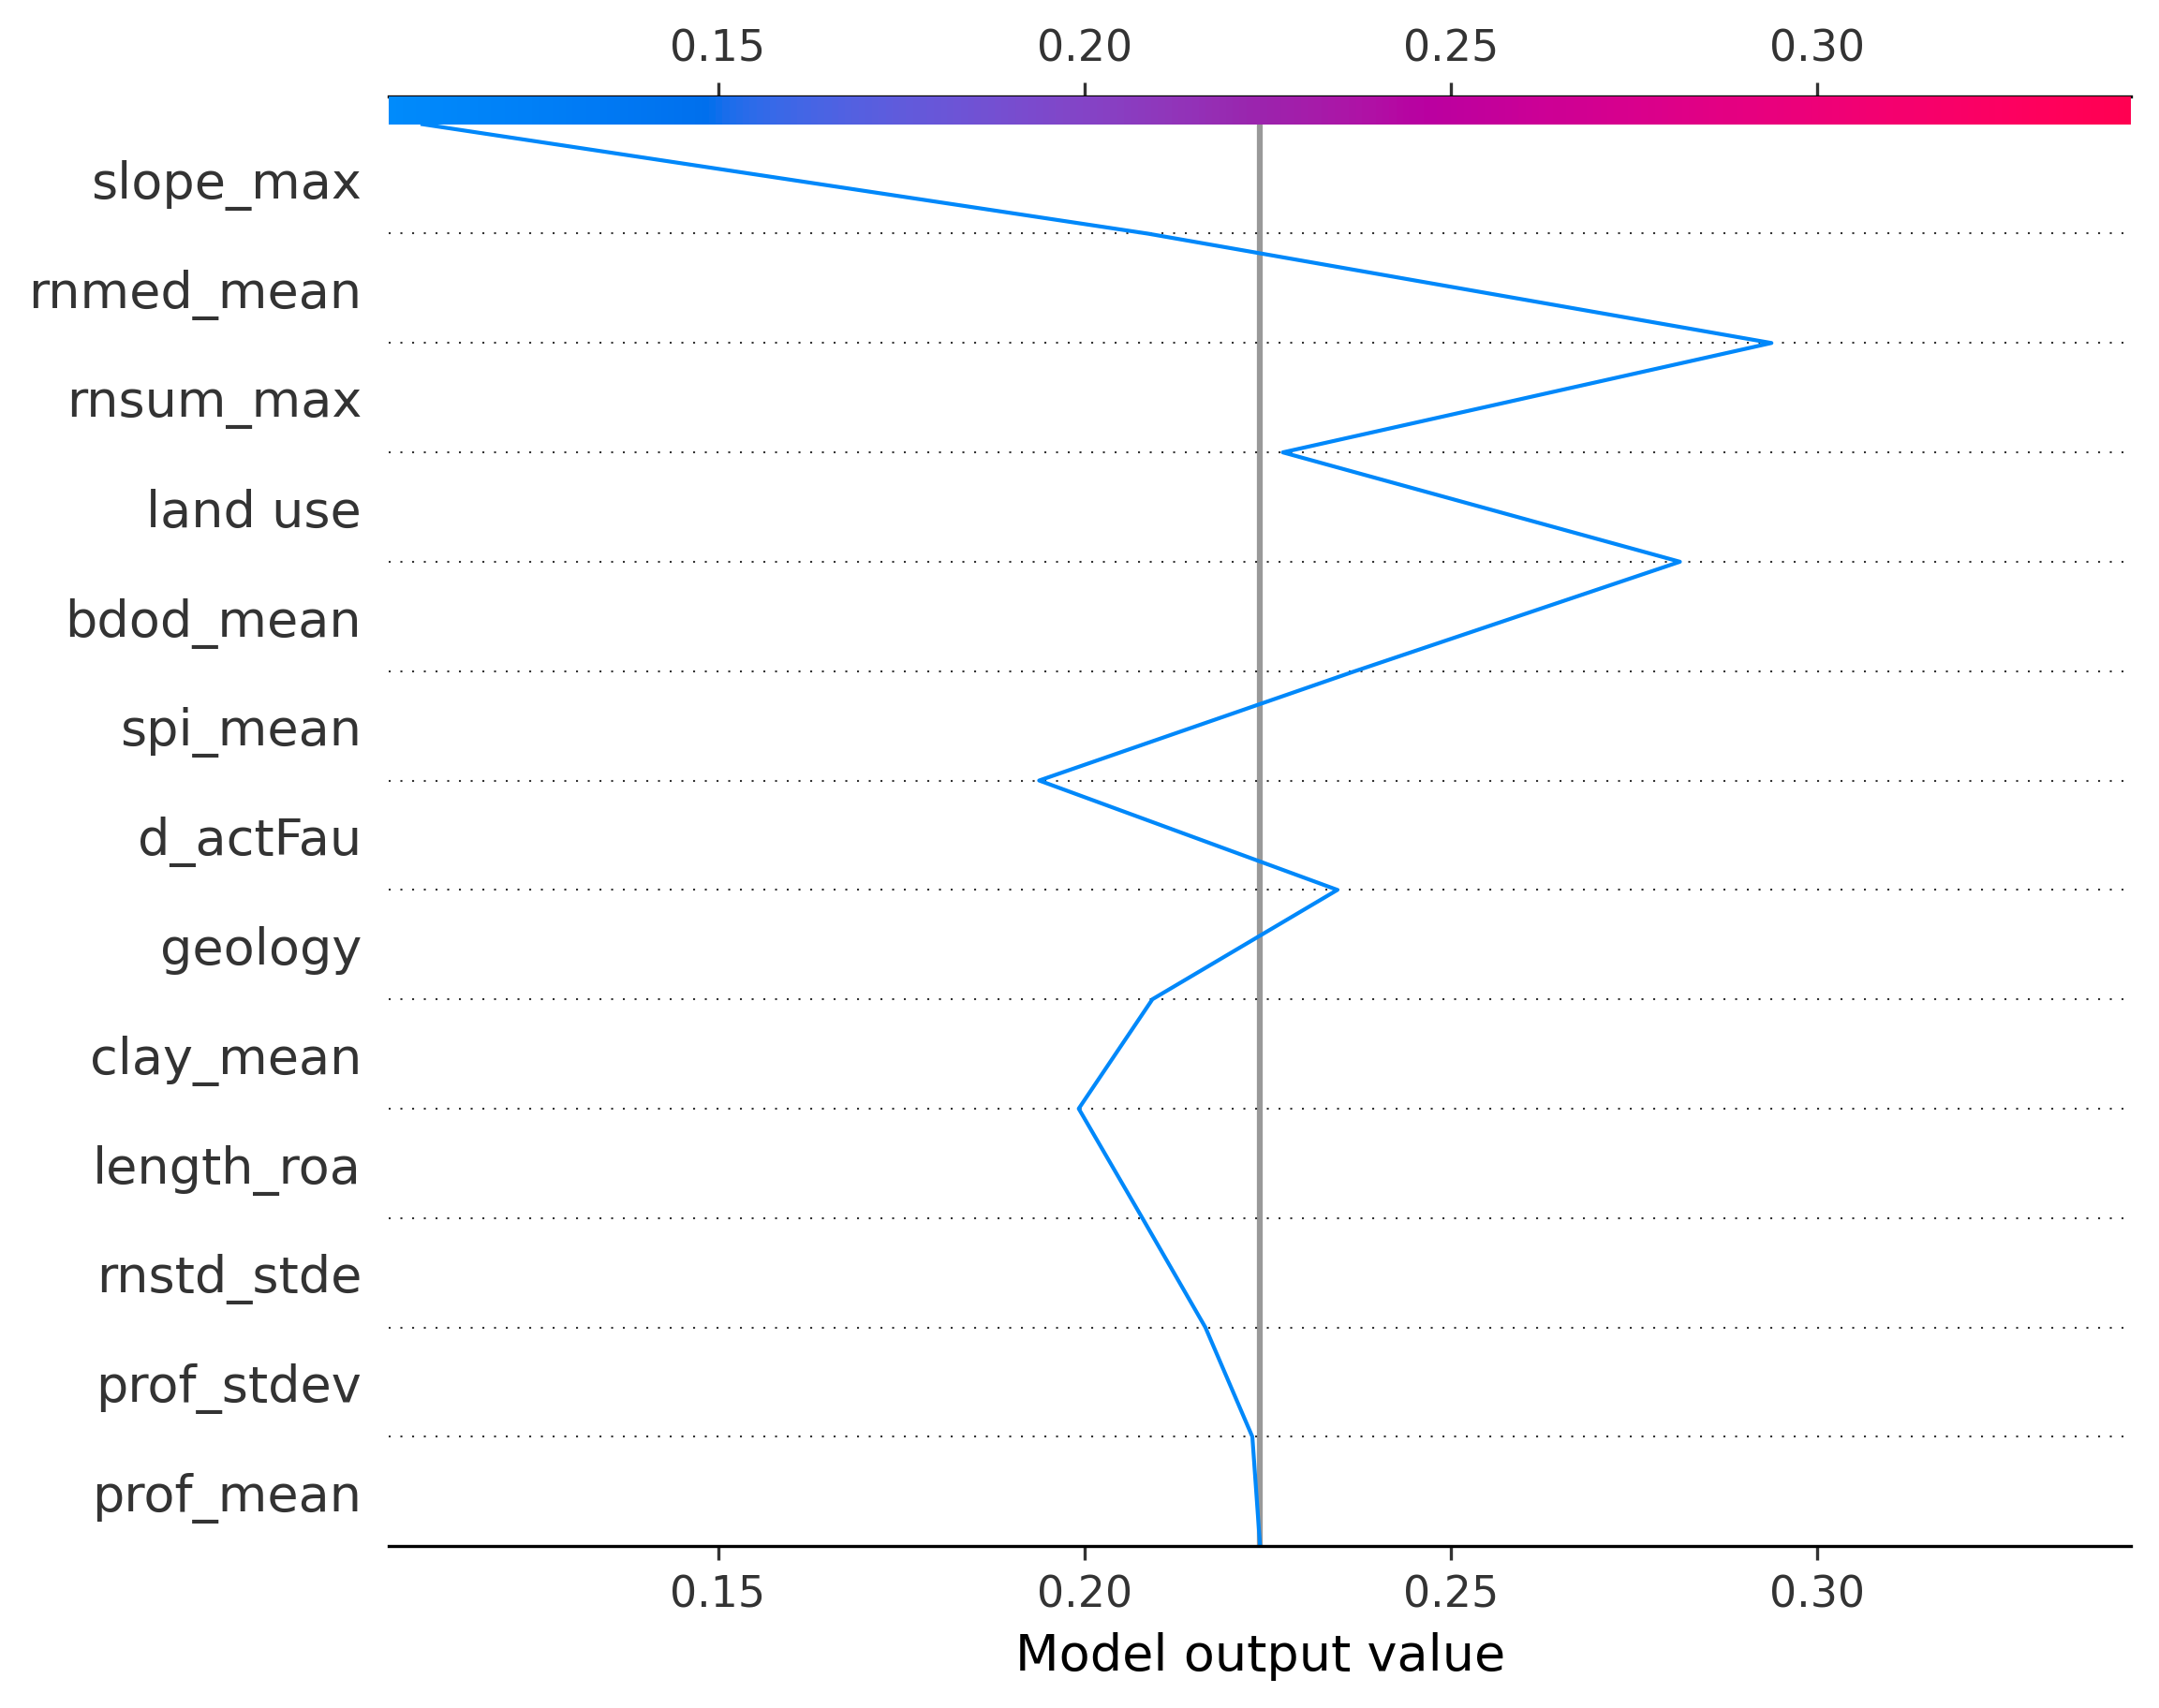 0.15 0.20 0.25 0.30
slope_max
rnmed_mean
rnsum_max
land use
bdod_mean
spi_mean
d_actFau
geology
clay_mean
length_roa
rnstd_stde
prof_stdev
prof_mean
0.15 0.20 0.25 0.30
Model output value